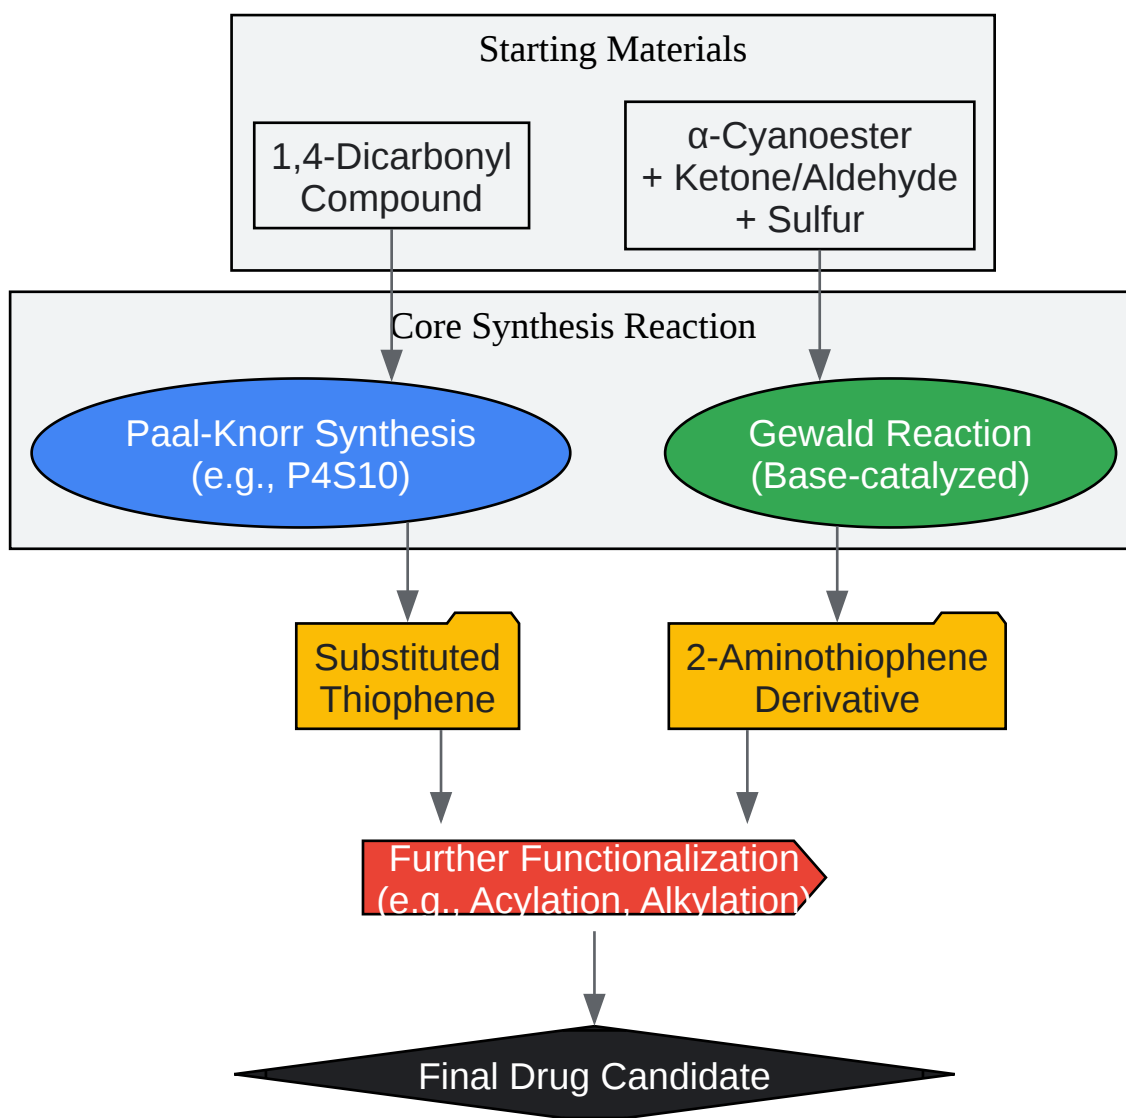 Starting Materials
1,4-Dicarbonyl
Compound
α-Cyanoester
+ Ketone/Aldehyde
+ Sulfur
Core Synthesis Reaction
Paal-Knorr Synthesis
(e.g., P4S10)
Gewald Reaction
(Base-catalyzed)
Substituted
Thiophene
2-Aminothiophene
Derivative
Further Functionalization
(e.g., Acylation, Alkylation)
Final Drug Candidate